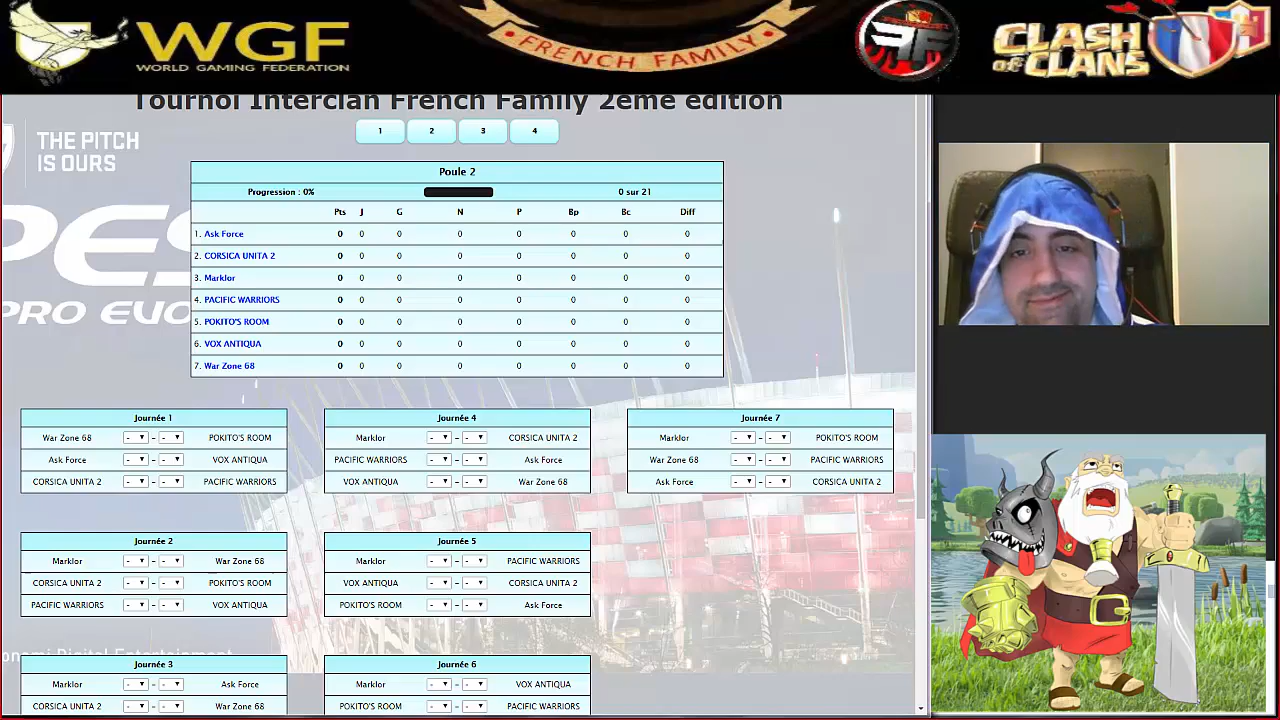 WGF
WORLD GAMING FEDERATION
FRENCH FAMILY
FF
CLASH
OF CLANS
Tournoi Interclan French Family 2eme edition
1 2 3 4
THE PITCH
IS OURS
PES
PRO EVO
Poule 2
Progression : 0% 0 sur 21
Pts J G N P Bp Bc Diff
1. Ask Force 0 0 0 0 0 0 0 0
2. CORSICA UNITA 2 0 0 0 0 0 0 0 0
3. Marklor 0 0 0 0 0 0 0 0
4. PACIFIC WARRIORS 0 0 0 0 0 0 0 0
5. POKITO'S ROOM 0 0 0 0 0 0 0 0
6. VOX ANTIQUA 0 0 0 0 0 0 0 0
7. War Zone 68 0 0 0 0 0 0 0 0
Journée 1
War Zone 68 - - - POKITO'S ROOM
Ask Force - - - VOX ANTIQUA
CORSICA UNITA 2 - - - PACIFIC WARRIORS
Journée 4
Marklor - - - CORSICA UNITA 2
PACIFIC WARRIORS - - - Ask Force
VOX ANTIQUA - - - War Zone 68
Journée 7
Marklor - - - POKITO'S ROOM
War Zone 68 - - - PACIFIC WARRIORS
Ask Force - - - CORSICA UNITA 2
Journée 2
Marklor - - - War Zone 68
CORSICA UNITA 2 - - - POKITO'S ROOM
PACIFIC WARRIORS - - - VOX ANTIQUA
Journée 5
Marklor - - - PACIFIC WARRIORS
VOX ANTIQUA - - - CORSICA UNITA 2
POKITO'S ROOM - - - Ask Force
Journée 3
Marklor - - - Ask Force
CORSICA UNITA 2 - - - War Zone 68
Journée 6
Marklor - - - VOX ANTIQUA
POKITO'S ROOM - - - PACIFIC WARRIORS
onami Digital Entertainment